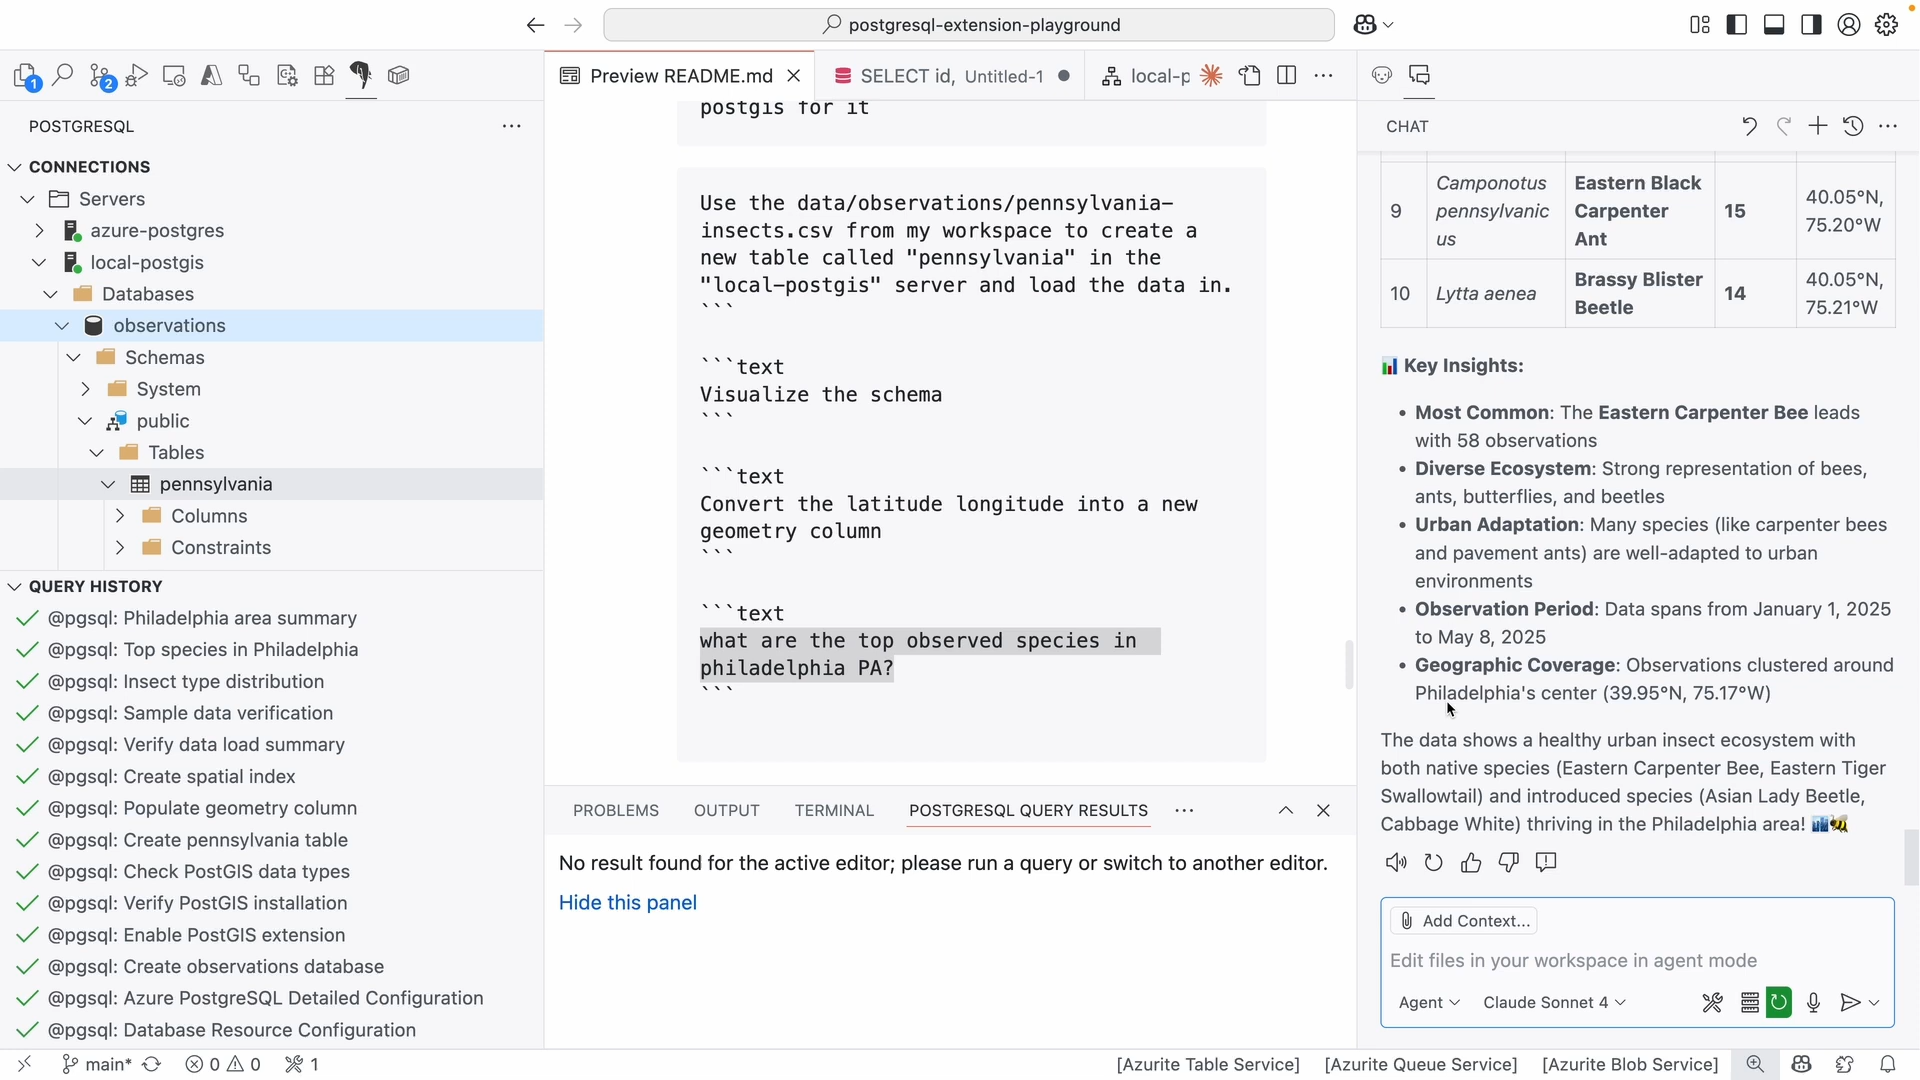 postgresql-extension-playground
1
2
Preview README.md
SELECT id, Untitled-1
local-p
POSTGRESQL
CONNECTIONS
Servers
azure-postgres
local-postgis
Databases
observations
Schemas
System
public
Tables
pennsylvania
Columns
Constraints
QUERY HISTORY
@pgsql: Philadelphia area summary
@pgsql: Top species in Philadelphia
@pgsql: Insect type distribution
@pgsql: Sample data verification
@pgsql: Verify data load summary
@pgsql: Create spatial index
@pgsql: Populate geometry column
@pgsql: Create pennsylvania table
@pgsql: Check PostGIS data types
@pgsql: Verify PostGIS installation
@pgsql: Enable PostGIS extension
@pgsql: Create observations database
@pgsql: Azure PostgreSQL Detailed Configuration
@pgsql: Database Resource Configuration
postgis for it
Use the data/observations/pennsylvania-
insects.csv from my workspace to create a
new table called "pennsylvania" in the
"local-postgis" server and load the data in.
```
```text
Visualize the schema
```
```text
Convert the latitude longitude into a new
geometry column
```
```text
what are the top observed species in
philadelphia PA?
```
PROBLEMS OUTPUT TERMINAL POSTGRESQL QUERY RESULTS
No result found for the active editor; please run a query or switch to another editor.
Hide this panel
CHAT
9 Camponotus pennsylvanicus Eastern Black Carpenter Ant 15 40.05°N, 75.20°W
10 Lytta aenea Brassy Blister Beetle 14 40.05°N, 75.21°W
Key Insights:
• Most Common: The Eastern Carpenter Bee leads
with 58 observations
• Diverse Ecosystem: Strong representation of bees,
ants, butterflies, and beetles
• Urban Adaptation: Many species (like carpenter bees
and pavement ants) are well-adapted to urban
environments
• Observation Period: Data spans from January 1, 2025
to May 8, 2025
• Geographic Coverage: Observations clustered around
Philadelphia's center (39.95°N, 75.17°W)
The data shows a healthy urban insect ecosystem with
both native species (Eastern Carpenter Bee, Eastern Tiger
Swallowtail) and introduced species (Asian Lady Beetle,
Cabbage White) thriving in the Philadelphia area!
Add Context...
Edit files in your workspace in agent mode
Agent Claude Sonnet 4
main* 0 0 1
[Azurite Table Service] [Azurite Queue Service] [Azurite Blob Service]